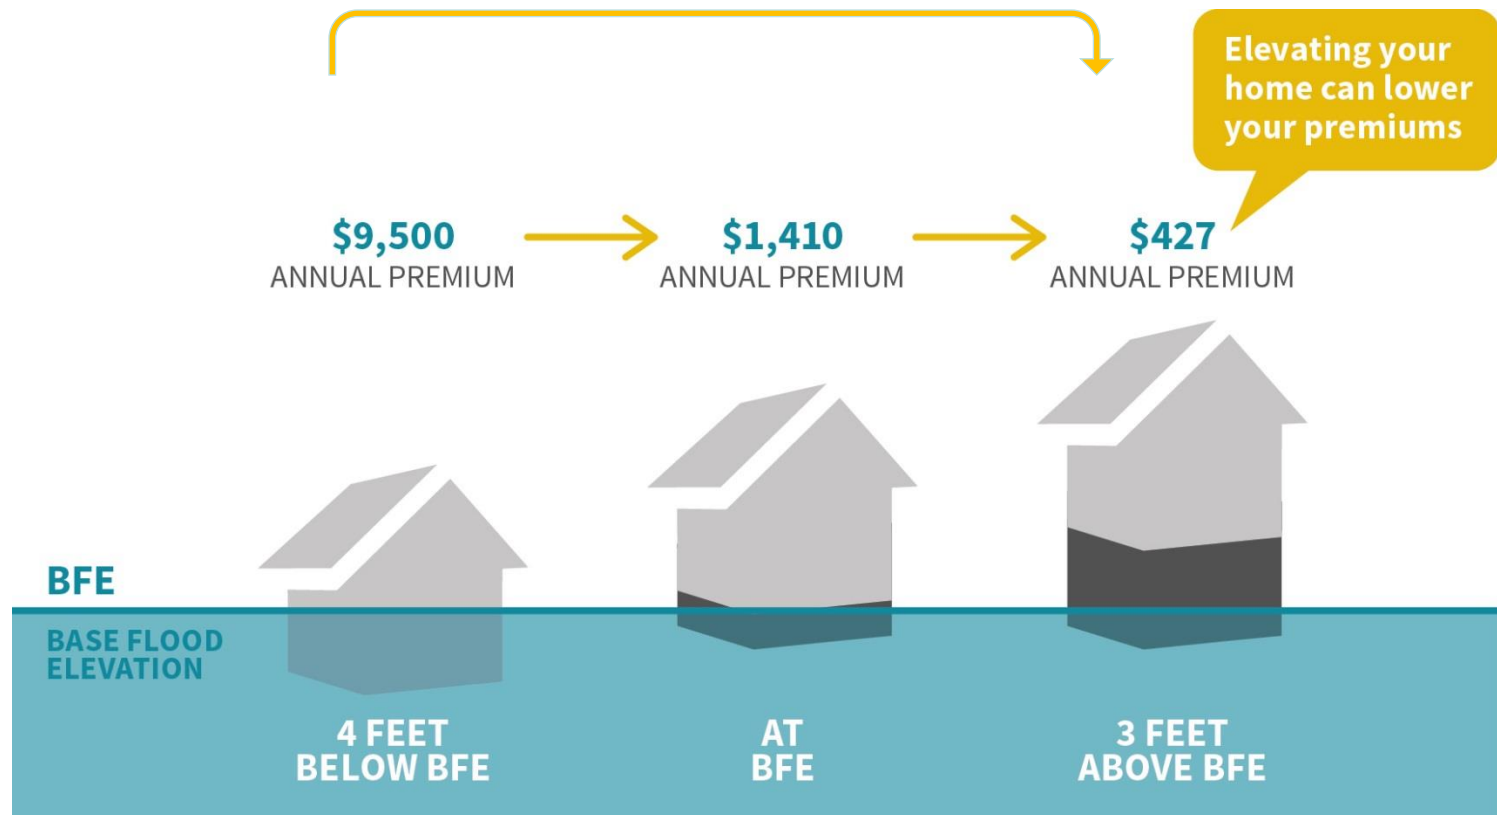 Elevating your
home can lower
your premiums
$9,500
ANNUAL PREMIUM
$1,410
ANNUAL PREMIUM
$427
ANNUAL PREMIUM
BFE
BASE FLOOD
ELEVATION
4 FEET
BELOW BFE
AT
BFE
3 FEET
ABOVE BFE